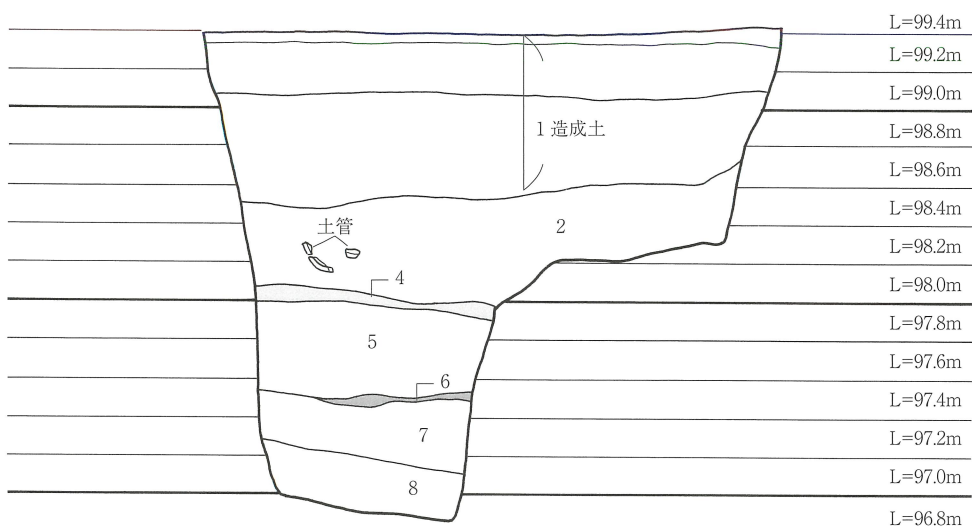 L=99.4m
L=99.2m
L=99.0m
1 造成土
L=98.8m
L=98.6m
L=98.4m
土管
2
L=98.2m
4
L=98.0m
L=97.8m
5
L=97.6m
6
L=97.4m
7
L=97.2m
8
L=97.0m
L=96.8m